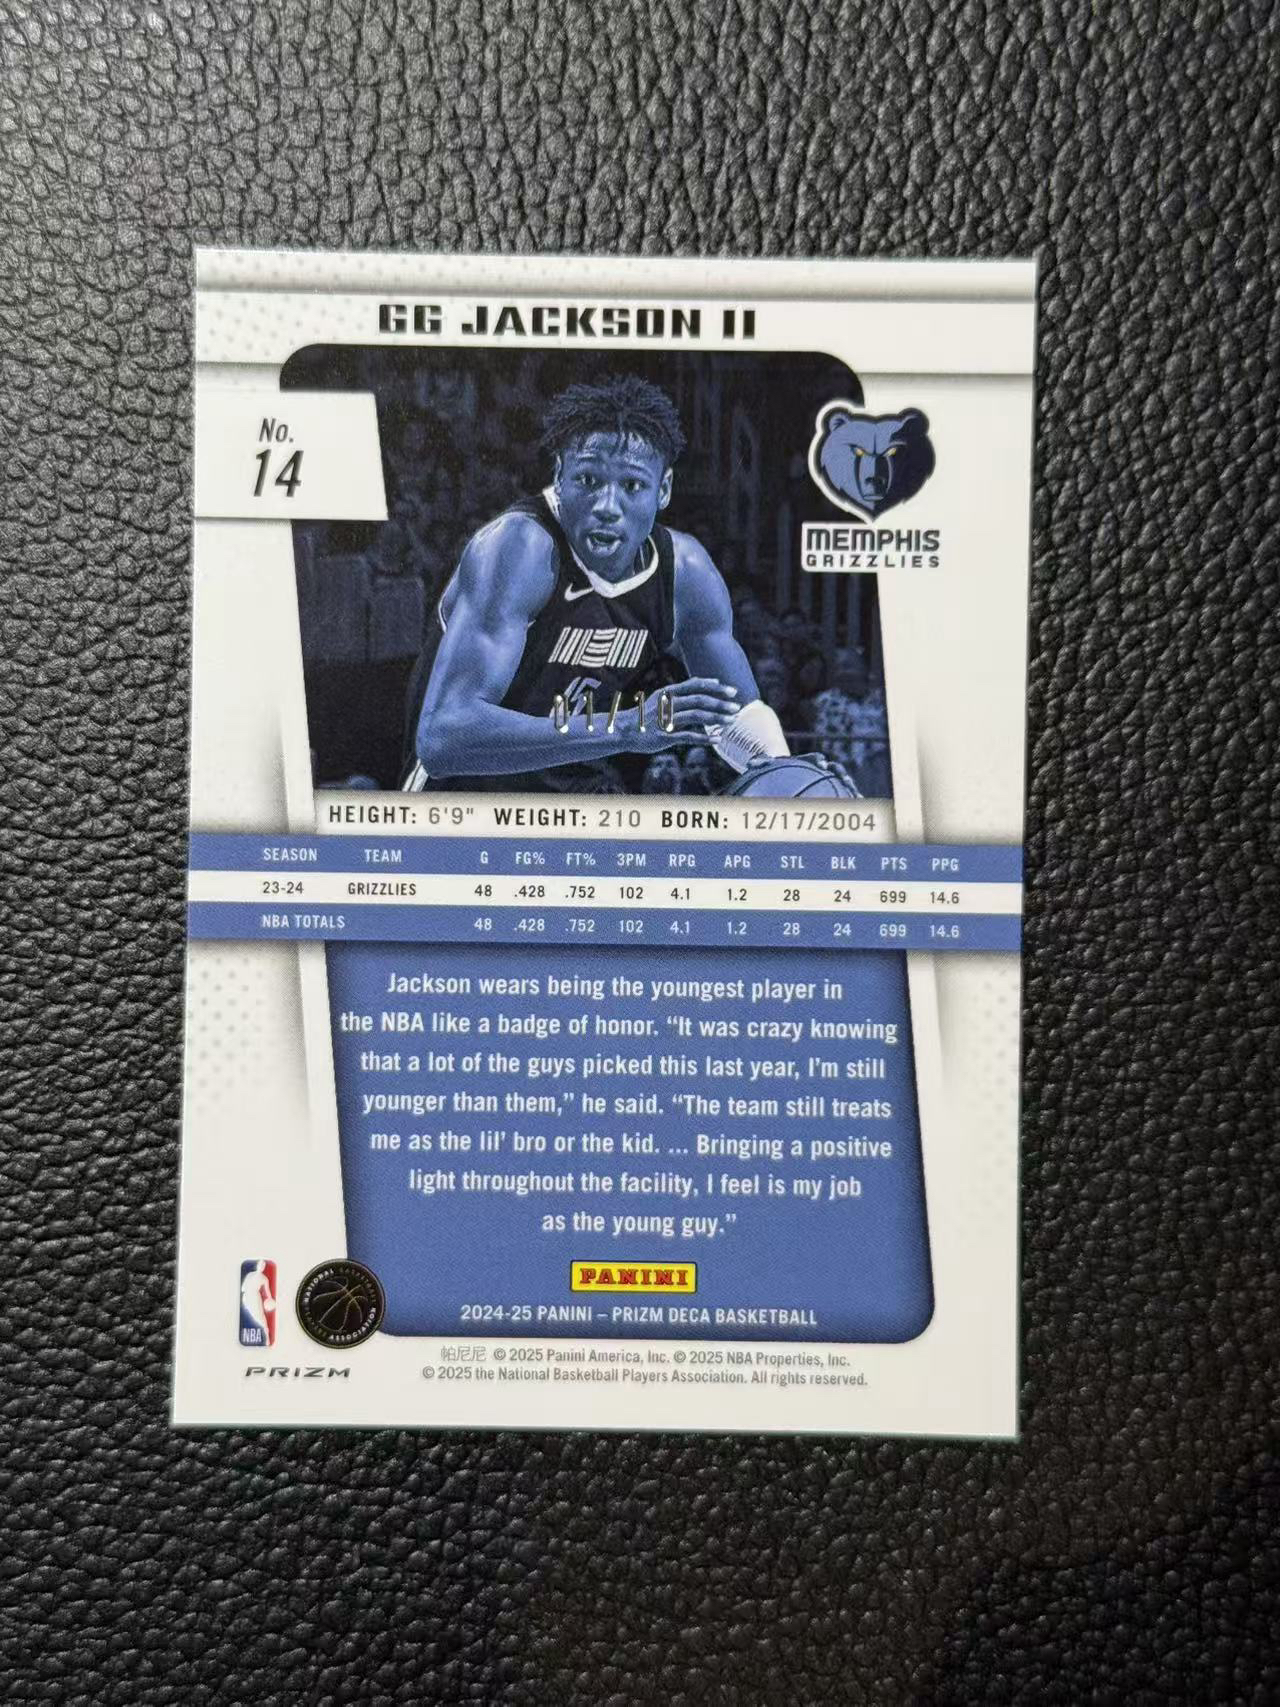 GG JACKSON II
No.
14
MEMPHIS
GRIZZLIES
15
01/10
HEIGHT: 6'9" WEIGHT: 210 BORN: 12/17/2004
SEASON TEAM G FG% FT% 3PM RPG APG STL BLK PTS PPG
23-24 GRIZZLIES 48 .428 .752 102 4.1 1.2 28 24 699 14.6
NBA TOTALS 48 .428 .752 102 4.1 1.2 28 24 699 14.6
Jackson wears being the youngest player in
the NBA like a badge of honor. “It was crazy knowing
that a lot of the guys picked this last year, I’m still
younger than them,” he said. “The team still treats
me as the lil’ bro or the kid. ... Bringing a positive
light throughout the facility, I feel is my job
as the young guy.”
PANINI
2024-25 PANINI – PRIZM DECA BASKETBALL
NBA
NATIONAL BASKETBALL PLAYERS ASSOCIATION
PRIZM
帕尼尼 © 2025 Panini America, Inc. © 2025 NBA Properties, Inc.
© 2025 the National Basketball Players Association. All rights reserved.